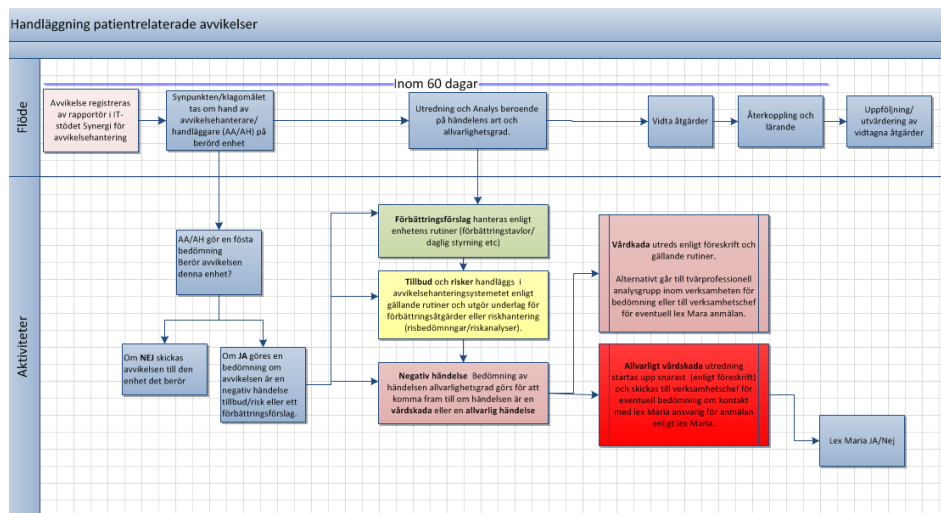 Handläggning patientrelaterade avvikelser
Flöde
Inom 60 dagar
Avvikelse registreras
av rapportör i IT-
stödet Synergi för
avvikelsehantering
Synpunkten/klagomålet
tas om hand av
avvikelsehanterare/
handläggare (AA/AH) på
berörd enhet
Utredning och Analys beroende
på händelens art och
allvarlighetsgrad.
Vidta åtgärder
Återkoppling och
lärande
Uppföljning/
utvärdering av
vidtagna åtgärder
Aktiviteter
AA/AH gör en fösta
bedömning
Berör avvikelsen
denna enhet?
Om NEJ skickas
avvikelsen till den
enhet det berör
Om JA göres en
bedömning om
avvikelsen är en
negativ händelse
tillbud/risk eller ett
förbättringsförslag.
Förbättringsförslag hanteras enligt
enhetens rutiner (förbättringstavlor/
daglig styrning etc)
Tillbud och risker handläggs i
avvikelsehanteringsystemetet enligt
gällande rutiner och utgör underlag för
förbättringsåtgärder eller riskhantering
(risbedömnngar/riskanalyser).
Negativ händelse Bedömning av
händelsen allvarlighetsgrad görs för att
komma fram till om händelsen är en
vårdskada eller en allvarlig händelse
Vårdkada utreds enligt föreskrift och
gällande rutiner.
Alternativt går till tvärprofessionell
analysgrupp inom verksamheten för
bedömning eller till verksamhetschef
för eventuell lex Mara anmälan.
Allvarligt vårdskada utredning
startas upp snarast (enligt föreskrift)
och skickas till verksamhetschef för
eventuell bedömning om kontakt
med lex Maria ansvarig för anmälan
enligt lex Maria.
Lex Maria JA/Nej